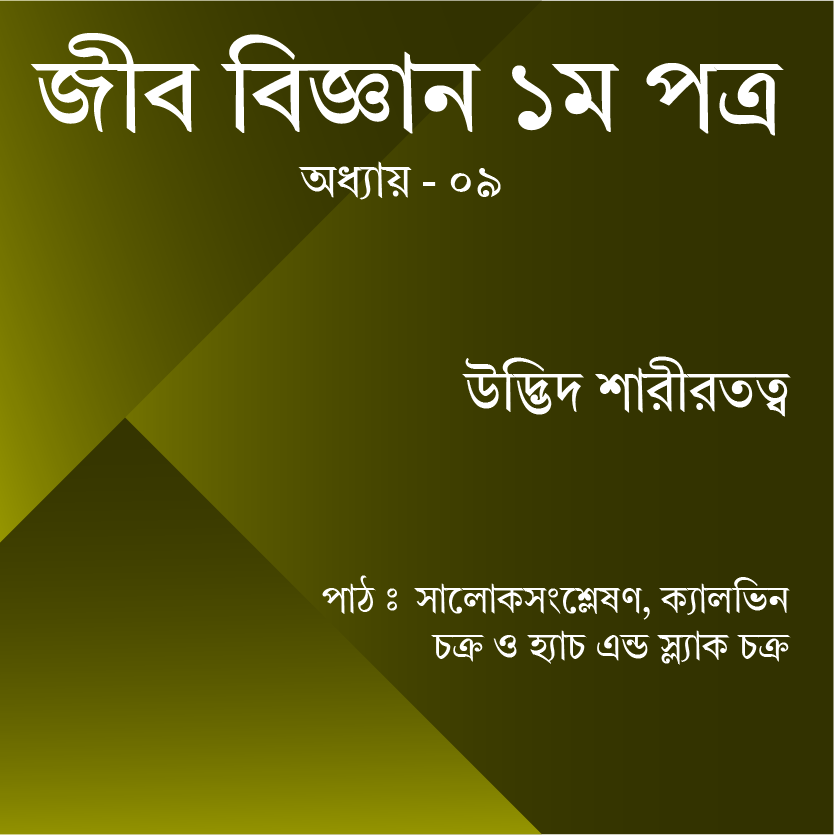 জীব বিজ্ঞান ১ম পত্র
অধ্যায় - ০৯
উদ্ভিদ শারীরতত্ব
পাঠ ঃ সালোকসংশ্লেষণ, ক্যালভিন
চক্র ও হ্যাচ এন্ড স্ল্যাক চক্র